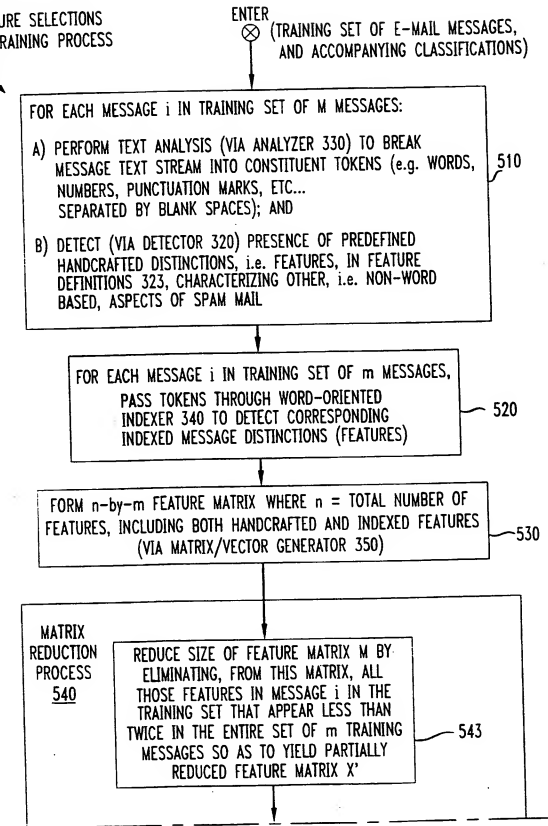 URE SELECTIONS
RAINING PROCESS
ENTER
(TRAINING SET OF E-MAIL MESSAGES,
AND ACCOMPANYING CLASSIFICATIONS)
FOR EACH MESSAGE i IN TRAINING SET OF M MESSAGES:
A) PERFORM TEXT ANALYSIS (VIA ANALYZER 330) TO BREAK
MESSAGE TEXT STREAM INTO CONSTITUENT TOKENS (e.g. WORDS,
NUMBERS, PUNCTUATION MARKS, ETC...
SEPARATED BY BLANK SPACES); AND
B) DETECT (VIA DETECTOR 320) PRESENCE OF PREDEFINED
HANDCRAFTED DISTINCTIONS, i.e. FEATURES, IN FEATURE
DEFINITIONS 323, CHARACTERIZING OTHER, i.e. NON-WORD
BASED, ASPECTS OF SPAM MAIL
510
FOR EACH MESSAGE i IN TRAINING SET OF m MESSAGES,
PASS TOKENS THROUGH WORD-ORIENTED
INDEXER 340 TO DETECT CORRESPONDING
INDEXED MESSAGE DISTINCTIONS (FEATURES)
520
FORM n-by-m FEATURE MATRIX WHERE n = TOTAL NUMBER OF
FEATURES, INCLUDING BOTH HANDCRAFTED AND INDEXED FEATURES
(VIA MATRIX/VECTOR GENERATOR 350)
530
MATRIX
REDUCTION
PROCESS
540
REDUCE SIZE OF FEATURE MATRIX M BY
ELIMINATING, FROM THIS MATRIX, ALL
THOSE FEATURES IN MESSAGE i IN THE
TRAINING SET THAT APPEAR LESS THAN
TWICE IN THE ENTIRE SET OF m TRAINING
MESSAGES SO AS TO YIELD PARTIALLY
REDUCED FEATURE MATRIX X'
543